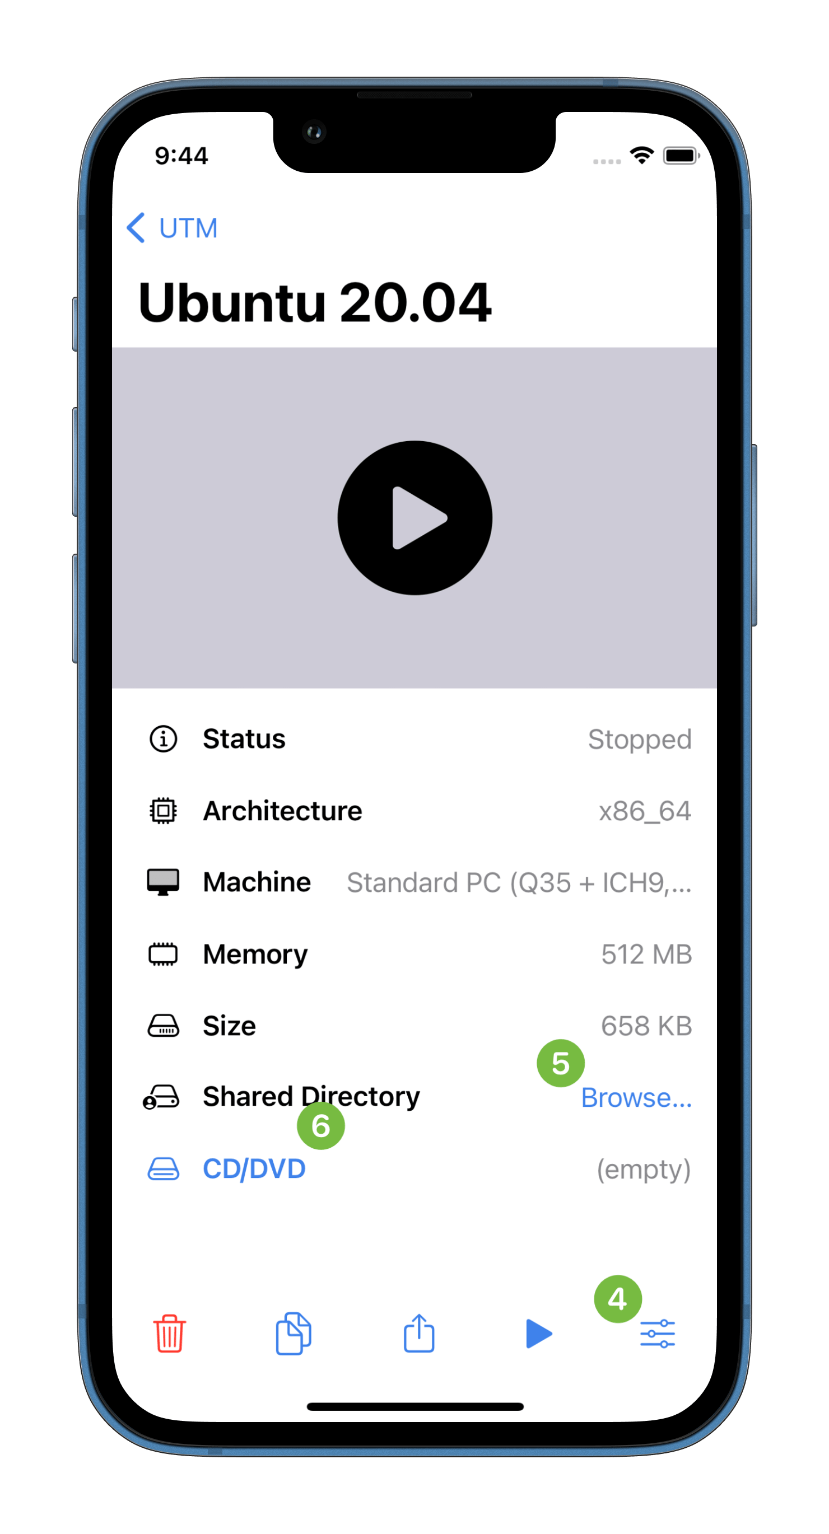 9:44
UTM
Ubuntu 20.04
Status Stopped
Architecture x86_64
Machine Standard PC (Q35 + ICH9,...
Memory 512 MB
Size 658 KB
5
Shared Directory Browse...
6
CD/DVD (empty)
4